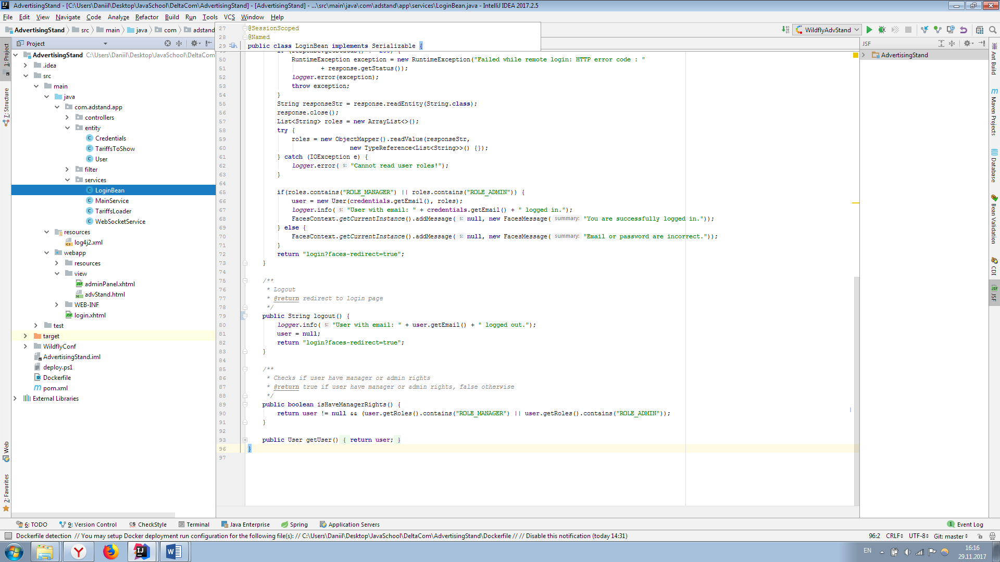 AdvertisingStand - [C:\Users\Daniil\Desktop\JavaSchool\DeltaCom\AdvertisingStand] - [AdvertisingStand] - ...\src\main\java\com\adstand\app\services\LoginBean.java - IntelliJ IDEA 2017.2.5
File Edit View Navigate Code Analyze Refactor Build Run Tools VCS Window Help
AdvertisingStand src main java com adstand
WildflyAdvStand
Project
AdvertisingStand C:\Users\Daniil\Desktop\JavaSchool\DeltaCom
.idea
src
main
java
com.adstand.app
controllers
entity
Credentials
TariffsToShow
User
filter
services
LoginBean
MainService
TariffsLoader
WebSocketService
resources
log4j2.xml
webapp
resources
view
adminPanel.xhtml
advStand.html
WEB-INF
login.xhtml
test
target
WildflyConf
AdvertisingStand.iml
deploy.ps1
Dockerfile
pom.xml
External Libraries
1: Project
7: Structure
Web
2: Favorites
27 @SessionScoped
28 @Named
29 public class LoginBean implements Serializable {
50 RuntimeException exception = new RuntimeException("Failed while remote login: HTTP error code : "
51 + response.getStatus());
52 logger.error(exception);
53 throw exception;
54 }
55 String responseStr = response.readEntity(String.class);
56 response.close();
57 List<String> roles = new ArrayList<>();
58 try {
59 roles = new ObjectMapper().readValue(responseStr,
60 new TypeReference<List<String>>() {});
61 } catch (IOException e) {
62 logger.error( s: "Cannot read user roles!");
63 }
64
65 if(roles.contains("ROLE_MANAGER") || roles.contains("ROLE_ADMIN")) {
66 user = new User(credentials.getEmail(), roles);
67 logger.info( s: "User with email: " + credentials.getEmail() + " logged in.");
68 FacesContext.getCurrentInstance().addMessage( s: null, new FacesMessage( summary: "You are successfully logged in."));
69 } else {
70 FacesContext.getCurrentInstance().addMessage( s: null, new FacesMessage( summary: "Email or password are incorrect."));
71 }
72 return "login?faces-redirect=true";
73 }
74
75 /**
76 * Logout
77 * @return redirect to login page
78 */
79 public String logout() {
80 logger.info( s: "User with email: " + user.getEmail() + " logged out.");
81 user = null;
82 return "login?faces-redirect=true";
83 }
84
85 /**
86 * Checks if user have manager or admin rights
87 * @return true if user have manager or admin rights, false otherwise
88 */
89 public boolean isHaveManagerRights() {
90 return user != null && (user.getRoles().contains("ROLE_MANAGER") || user.getRoles().contains("ROLE_ADMIN"));
91 }
92
93 public User getUser() { return user; }
96 }
97
JSF
AdvertisingStand
Ant Build
Maven Projects
Database
Bean Validation
CDI
JSF
6: TODO 9: Version Control CheckStyle Terminal Java Enterprise Spring Application Servers 1 Event Log
Dockerfile detection // You may setup Docker deployment run configuration for the following file(s): // C:\Users\Daniil\Desktop\JavaSchool\DeltaCom\AdvertisingStand\Dockerfile // // Disable this notification (today 14:31) 96:2 CRLF UTF-8 Git: master
EN 16:16
29.11.2017